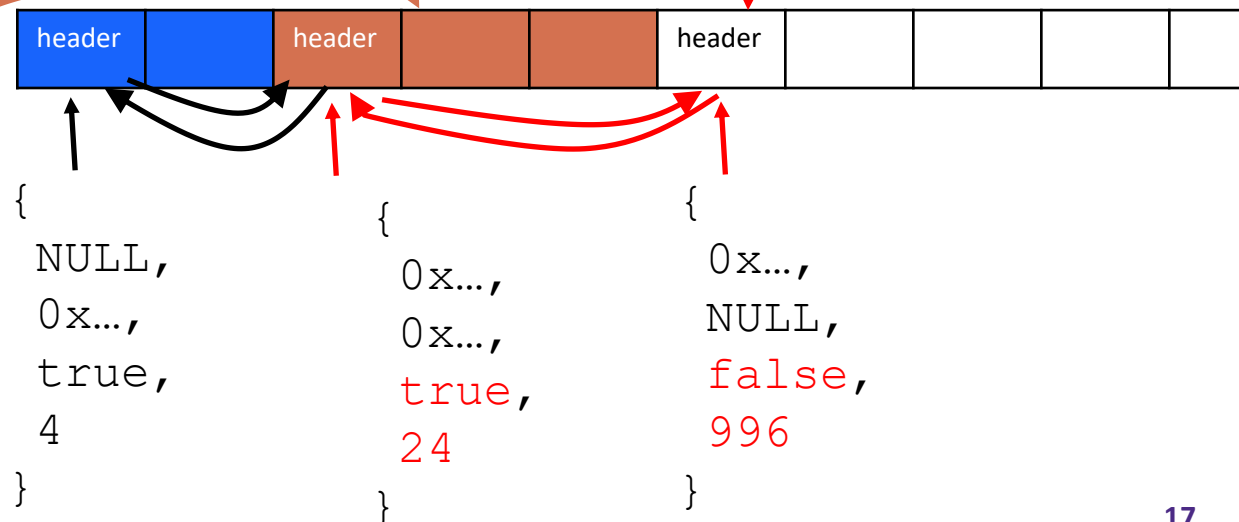 header header header
{
NULL,
0x…,
true,
4
}
{
0x…,
0x…,
true,
24
}
{
0x…,
NULL,
false,
996
}
17